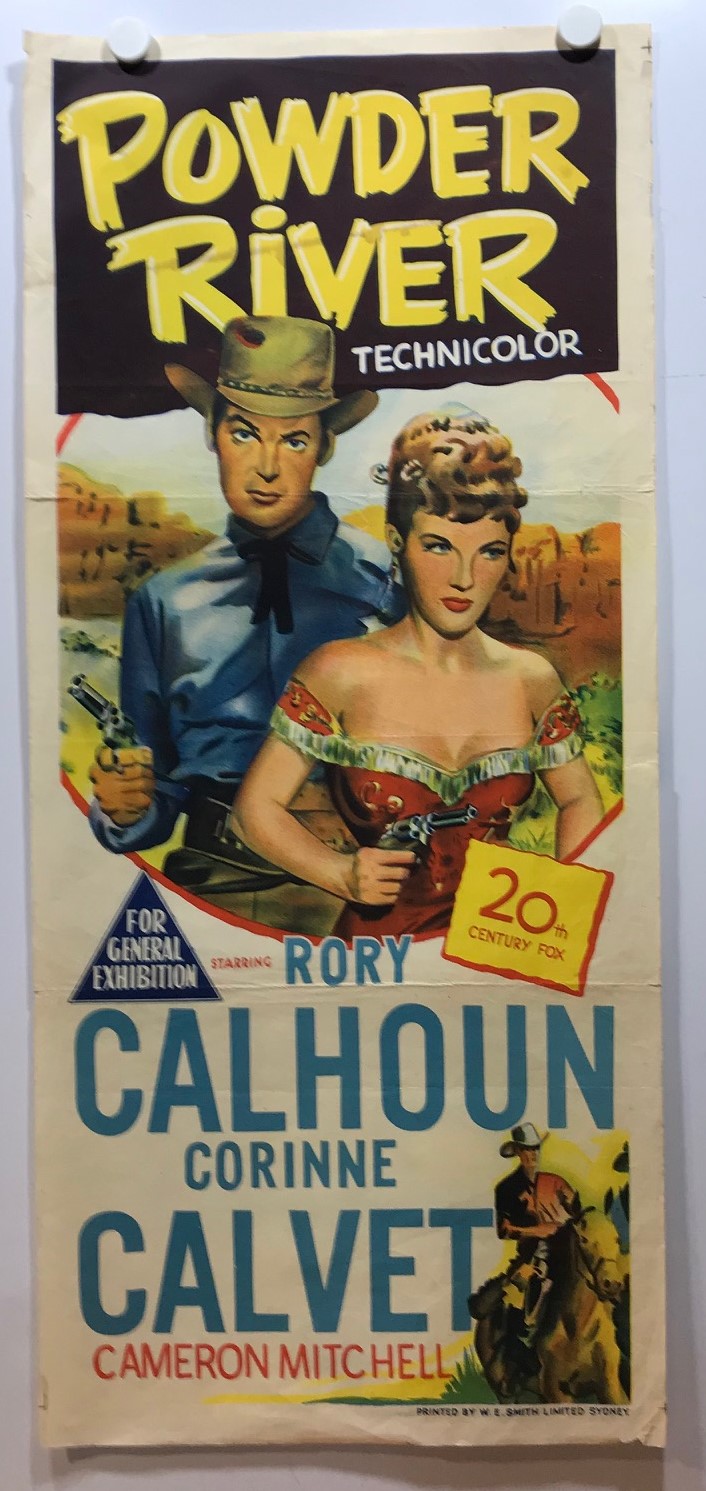 POWDER
RiVER
TECHNICOLOR
FOR
GENERAL
EXHIBITION
20th
CENTURY FOX
STARRING RORY
CALHOUN
CORINNE
CALVET
CAMERON MITCHELL
PRINTED BY W. E. SMITH LIMITED SYDNEY